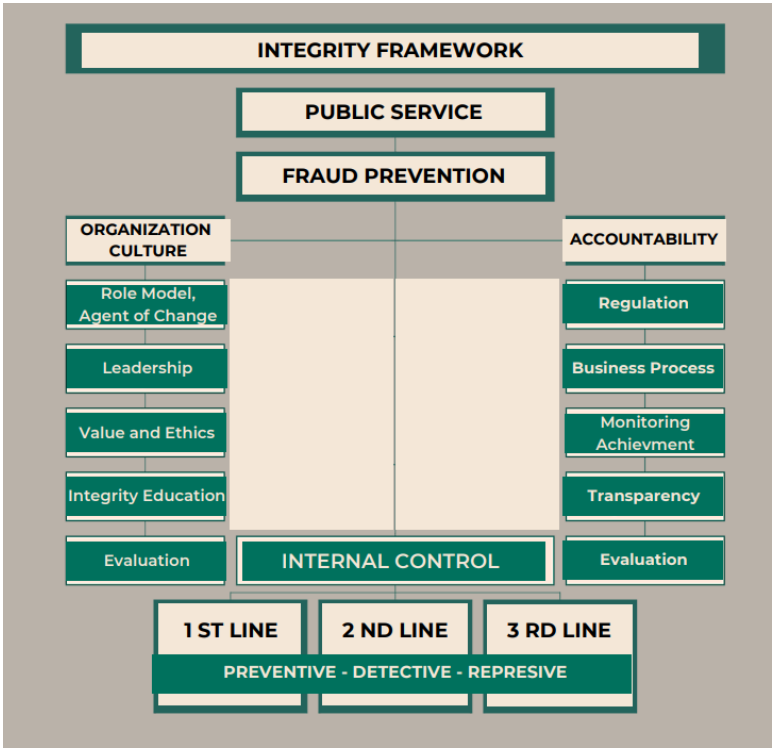 INTEGRITY FRAMEWORK
PUBLIC SERVICE
FRAUD PREVENTION
ORGANIZATION
CULTURE
Role Model,
Agent of Change
Leadership
Value and Ethics
Integrity Education
Evaluation
ACCOUNTABILITY
Regulation
Business Process
Monitoring
Achievment
Transparency
Evaluation
INTERNAL CONTROL
1 ST LINE
2 ND LINE
3 RD LINE
PREVENTIVE - DETECTIVE - REPRESIVE